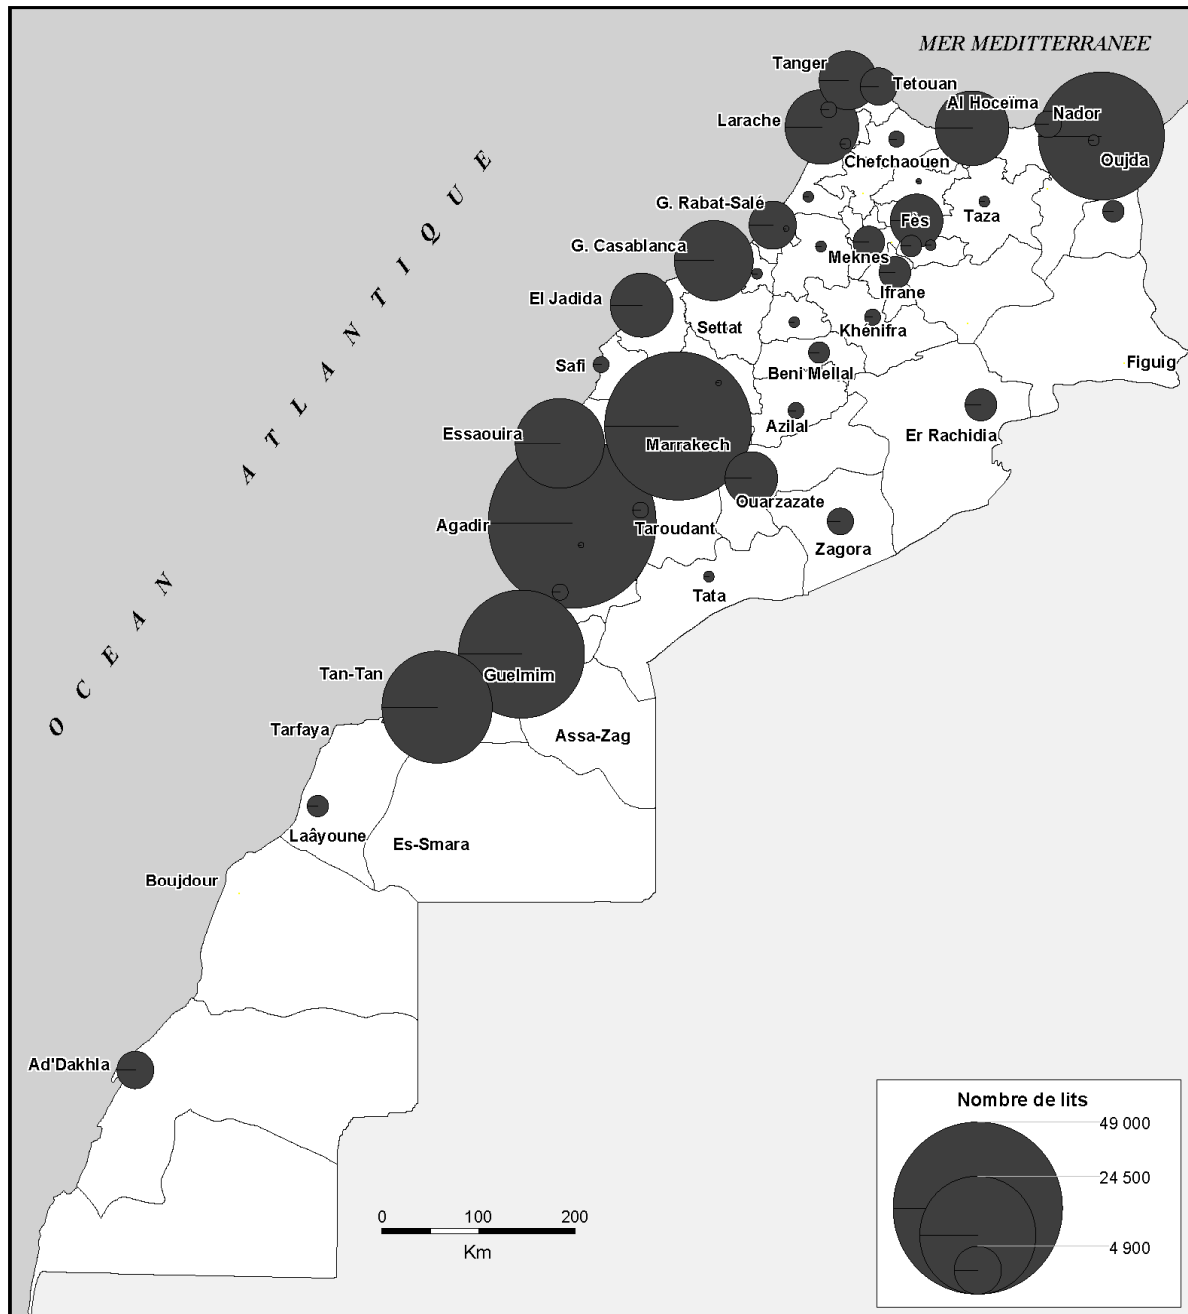 MER MEDITTERRANEE
Tanger
Tetouan
Al Hoceïma
Nador
Larache
Oujda
Chefchaouen
G. Rabat-Salé
Fès
Taza
G. Casablanca
Meknes
Ifrane
El Jadida
Settat
Khénifra
Safi
Beni Mellal
Figuig
Essaouira
Azilal
Er Rachidia
Marrakech
Ouarzazate
Agadir
Taroudant
Zagora
Tata
OCEAN ATLANTIQUE
Tan-Tan
Guelmim
Tarfaya
Assa-Zag
Laâyoune
Es-Smara
Boujdour
Ad'Dakhla
Nombre de lits
49 000
24 500
4 900
0 100 200
Km